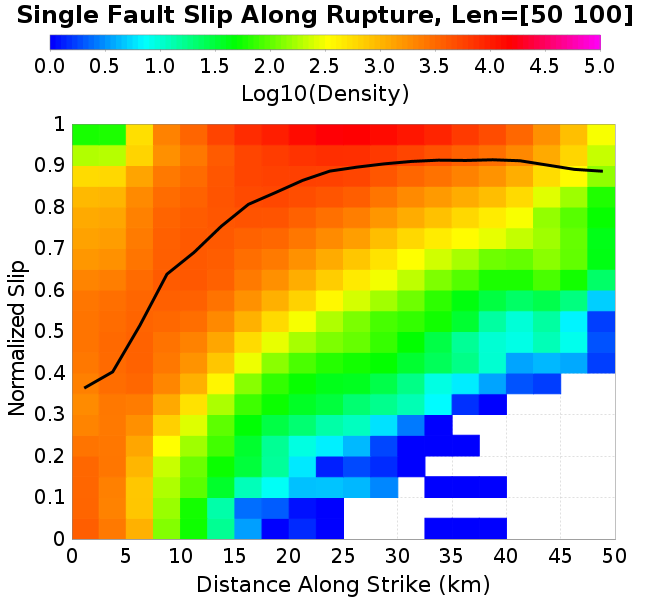 Single Fault Slip Along Rupture, Len=[50 100]
0.0 0.5 1.0 1.5 2.0 2.5 3.0 3.5 4.0 4.5 5.0
Log10(Density)
1
0.9
0.8
0.7
0.6
0.5
0.4
0.3
0.2
0.1
0
Normalized Slip
0 5 10 15 20 25 30 35 40 45 50
Distance Along Strike (km)